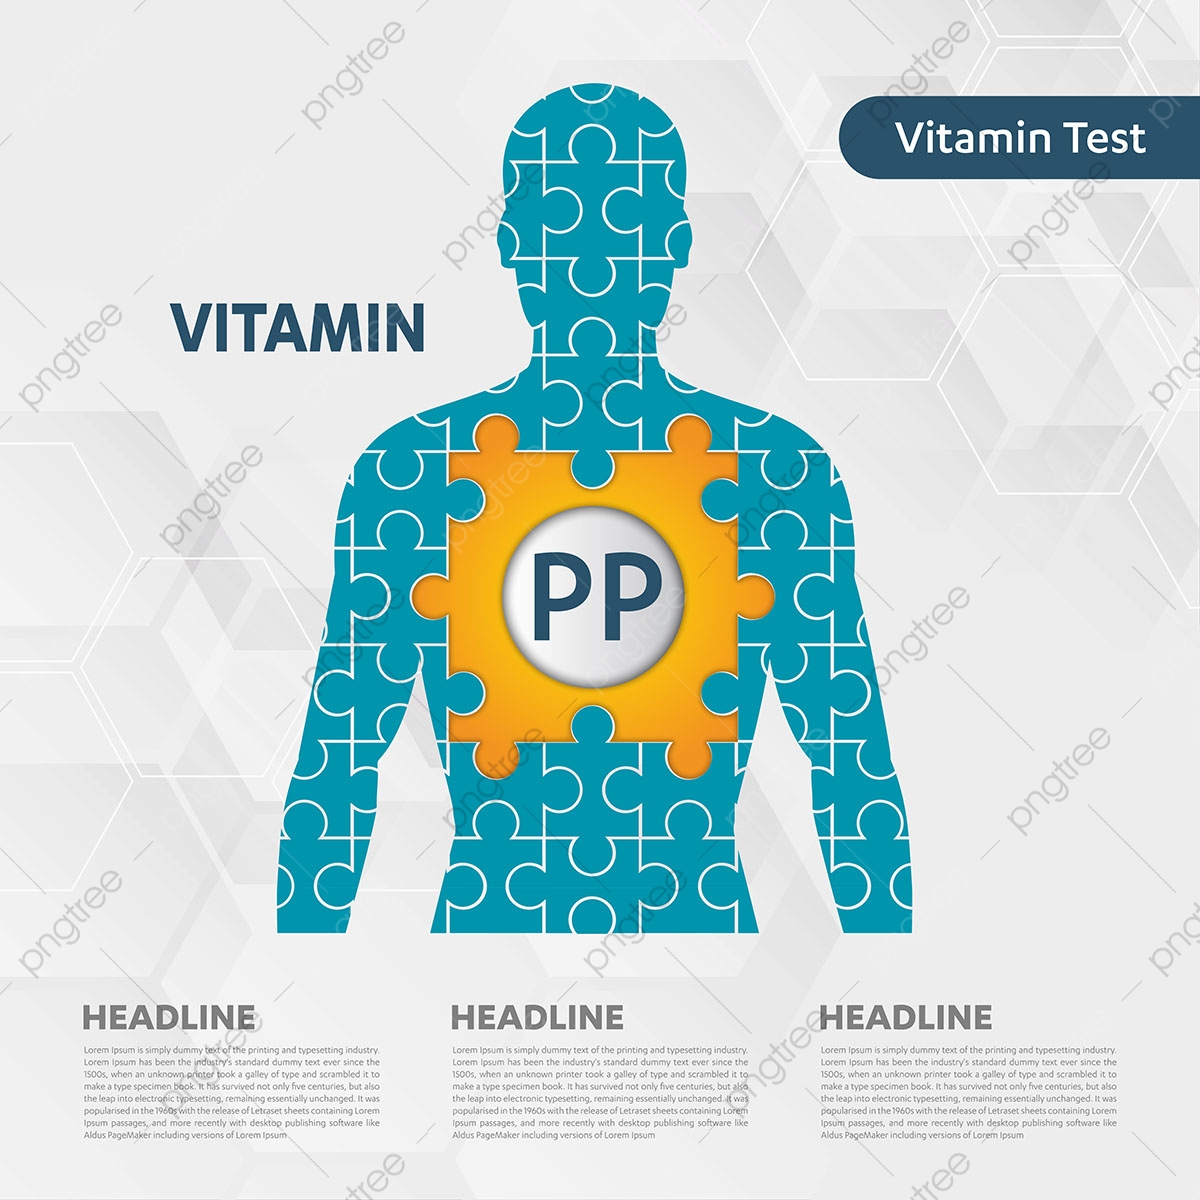 Vitamin Test
VITAMIN
PP
HEADLINE
Lorem Ipsum is simply dummy text of the printing and typesetting industry.
Lorem Ipsum has been the industry's standard dummy text ever since the
1500s, when an unknown printer took a galley of type and scrambled it to
make a type specimen book. It has survived not only five centuries, but also
the leap into electronic typesetting, remaining essentially unchanged. It was
popularised in the 1960s with the release of Letraset sheets containing Lorem
Ipsum passages, and more recently with desktop publishing software like
Aldus PageMaker including versions of Lorem Ipsum
HEADLINE
Lorem Ipsum is simply dummy text of the printing and typesetting industry.
Lorem Ipsum has been the industry's standard dummy text ever since the
1500s, when an unknown printer took a galley of type and scrambled it to
make a type specimen book. It has survived not only five centuries, but also
the leap into electronic typesetting, remaining essentially unchanged. It was
popularised in the 1960s with the release of Letraset sheets containing Lorem
Ipsum passages, and more recently with desktop publishing software like
Aldus PageMaker including versions of Lorem Ipsum
HEADLINE
Lorem Ipsum is simply dummy text of the printing and typesetting industry.
Lorem Ipsum has been the industry's standard dummy text ever since the
1500s, when an unknown printer took a galley of type and scrambled it to
make a type specimen book. It has survived not only five centuries, but also
the leap into electronic typesetting, remaining essentially unchanged. It was
popularised in the 1960s with the release of Letraset sheets containing Lorem
Ipsum passages, and more recently with desktop publishing software like
Aldus PageMaker including versions of Lorem Ipsum
pngtree